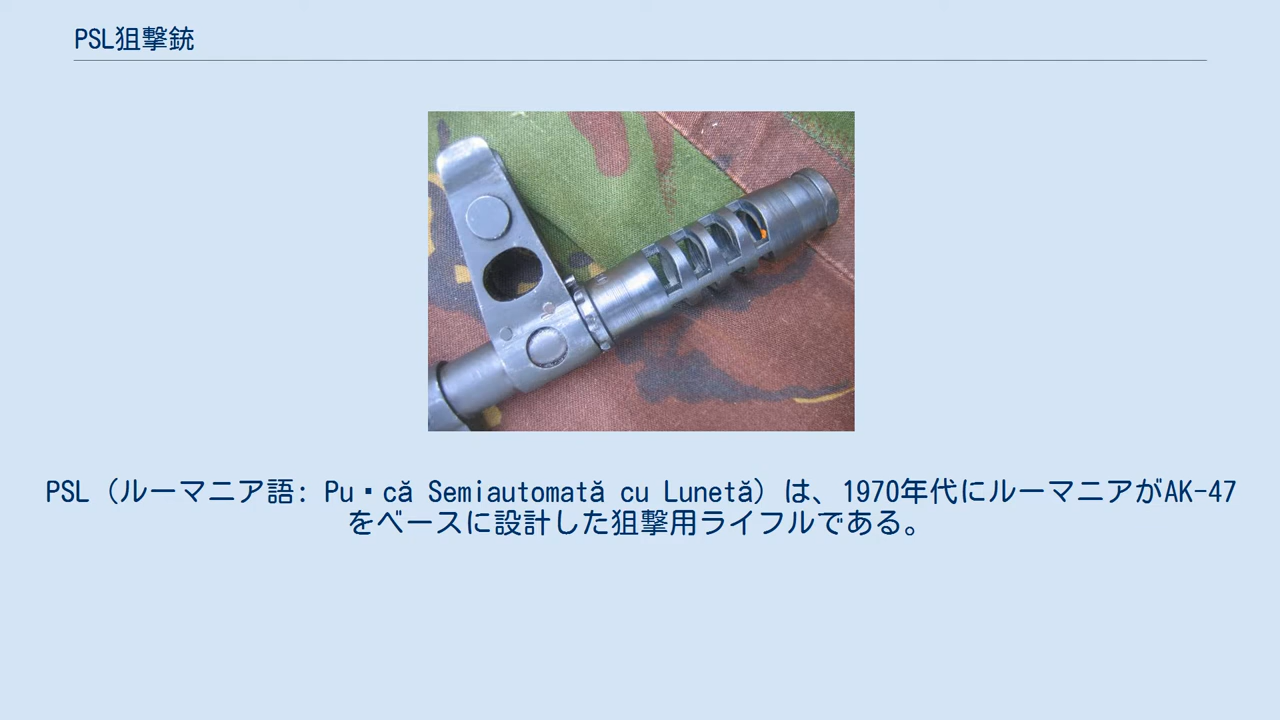 PSL狙撃銃
PSL（ルーマニア語: Pu▪că Semiautomată cu Lunetă）は、1970年代にルーマニアがAK-47
をベースに設計した狙撃用ライフルである。